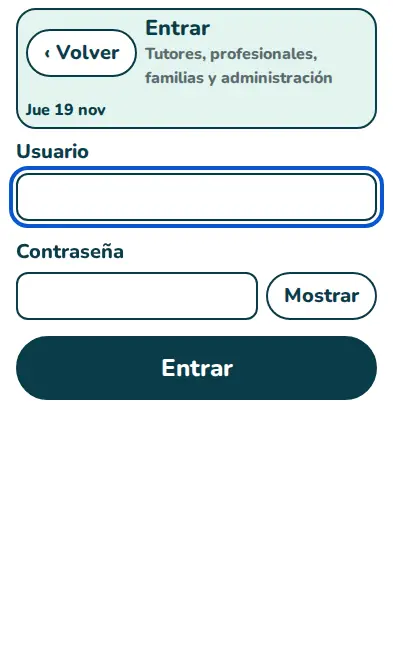 ‹ Volver
Entrar
Tutores, profesionales,
familias y administración
Jue 19 nov
Usuario
Contraseña
Mostrar
Entrar